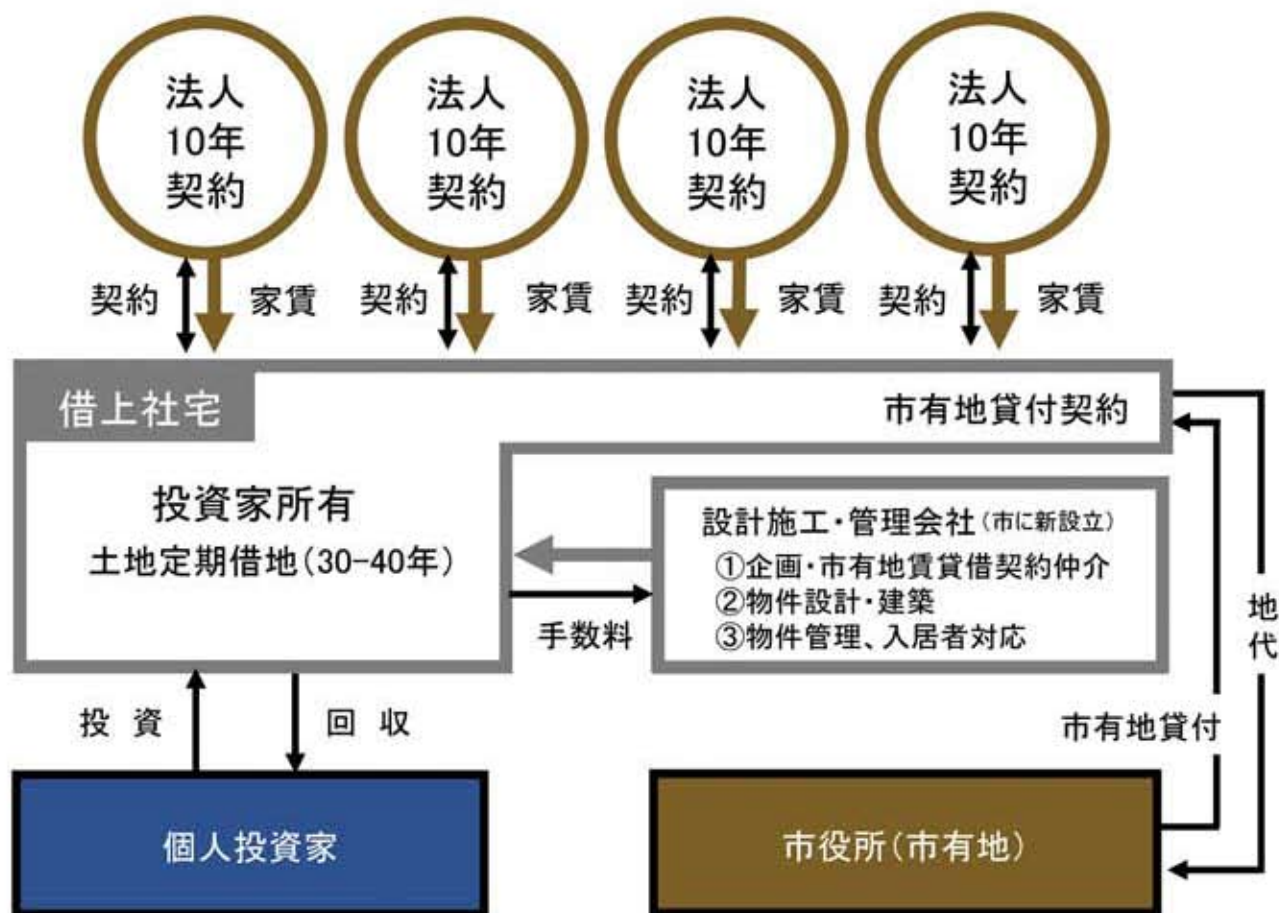 法人
10年
契約
法人
10年
契約
法人
10年
契約
法人
10年
契約
契約
家賃
契約
家賃
契約
家賃
契約
家賃
借上社宅
市有地貸付契約
投資家所有
土地定期借地(30-40年)
設計施工・管理会社(市に新設立)
①企画・市有地賃貸借契約仲介
②物件設計・建築
③物件管理、入居者対応
手数料
地代
投資
回収
市有地貸付
個人投資家
市役所(市有地)